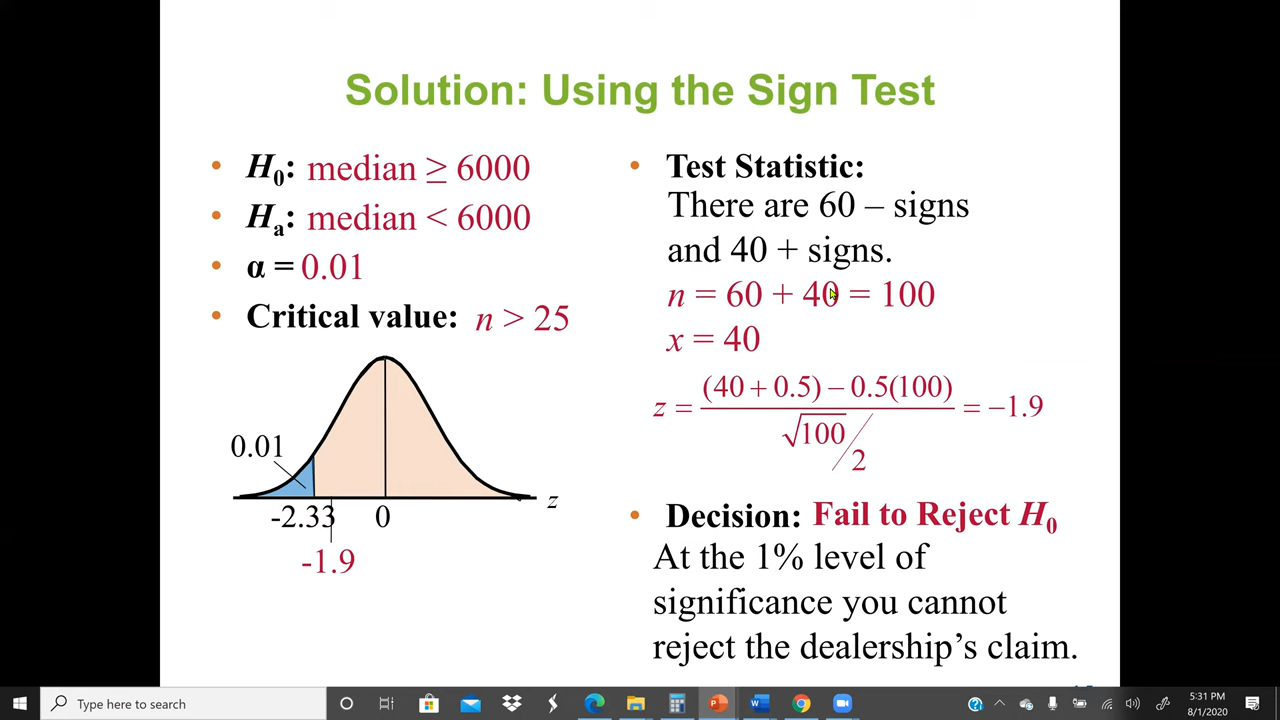 Solution: Using the Sign Test
• H₀: median ≥ 6000
• Hₐ: median < 6000
• α = 0.01
• Critical value: n > 25
0.01
-2.33 0 z
-1.9
• Test Statistic:
There are 60 – signs
and 40 + signs.
n = 60 + 40 = 100
x = 40
z = (40 + 0.5) − 0.5(100) / √100/2 = −1.9
• Decision: Fail to Reject H₀
At the 1% level of
significance you cannot
reject the dealership’s claim.
Type here to search
5:31 PM
8/1/2020